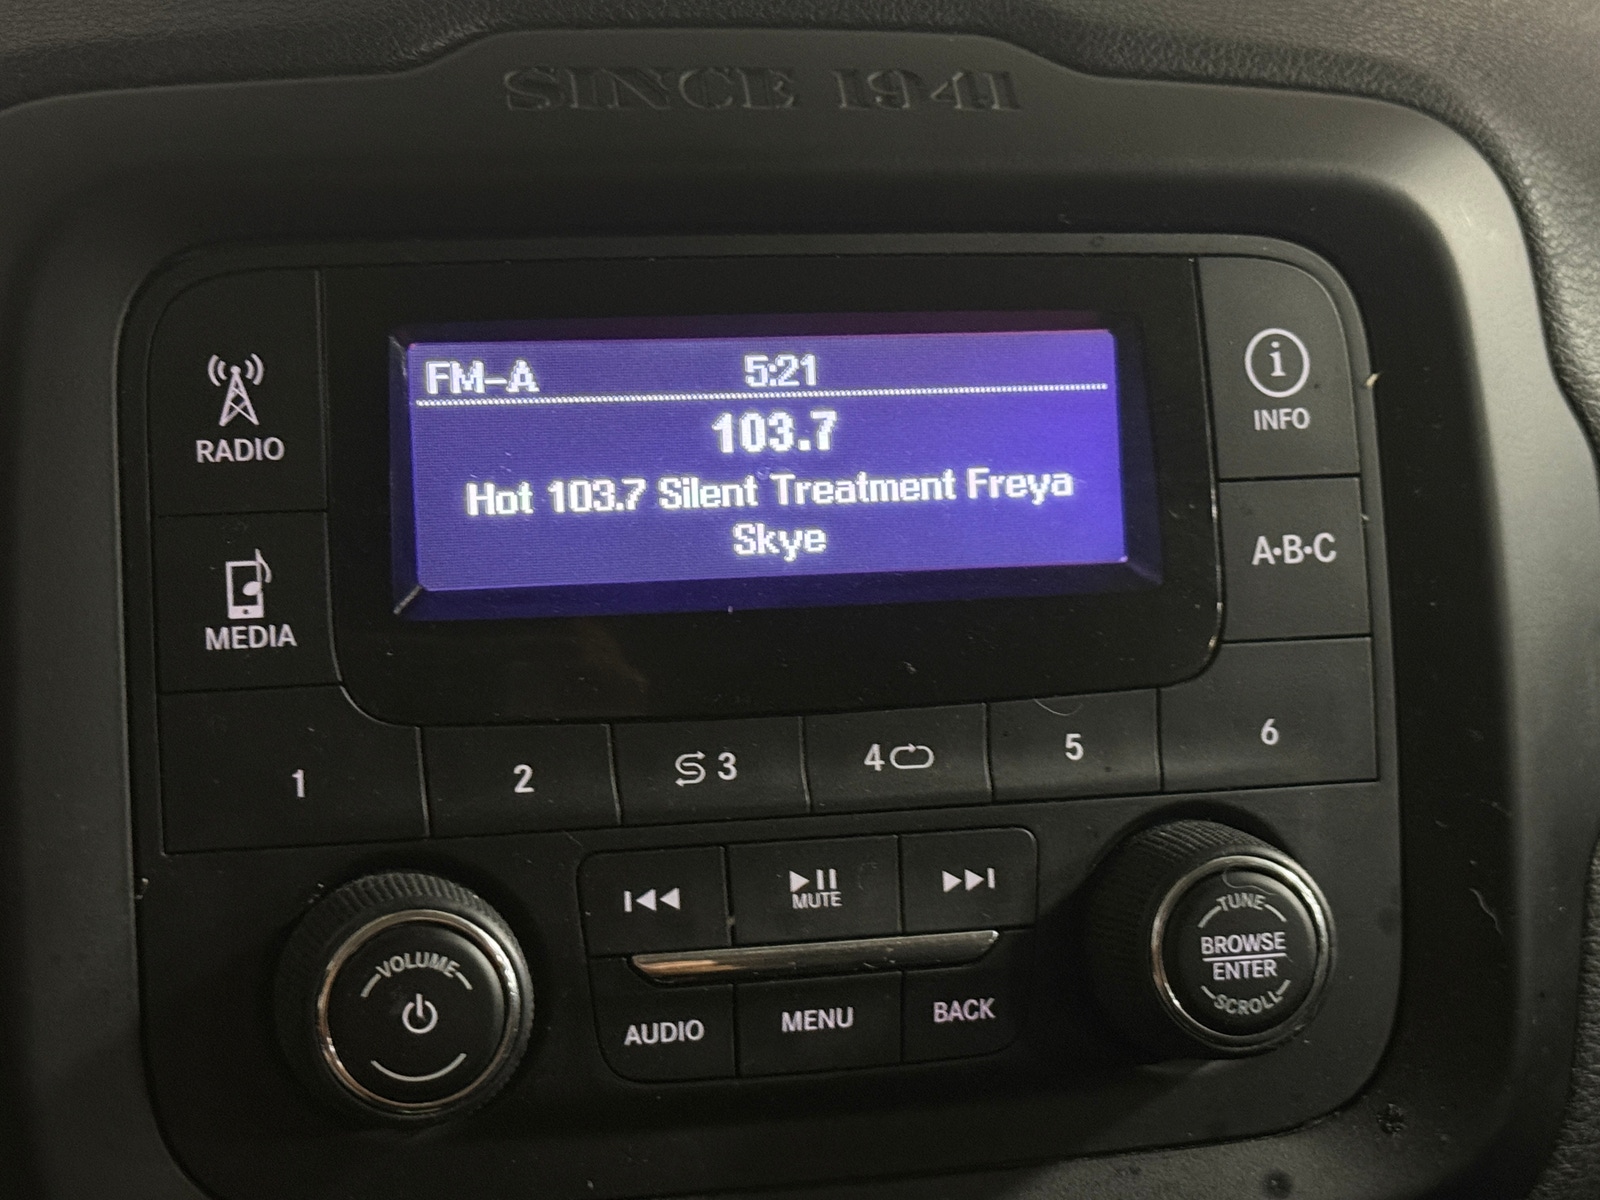 SINCE 1941
RADIO
MEDIA
FM-A 5:21
103.7
Hot 103.7 Silent Treatment Freya
Skye
i
INFO
A·B·C
1 2 3 4 5 6
MUTE
VOLUME
AUDIO MENU BACK
TUNE
BROWSE
ENTER
SCROLL